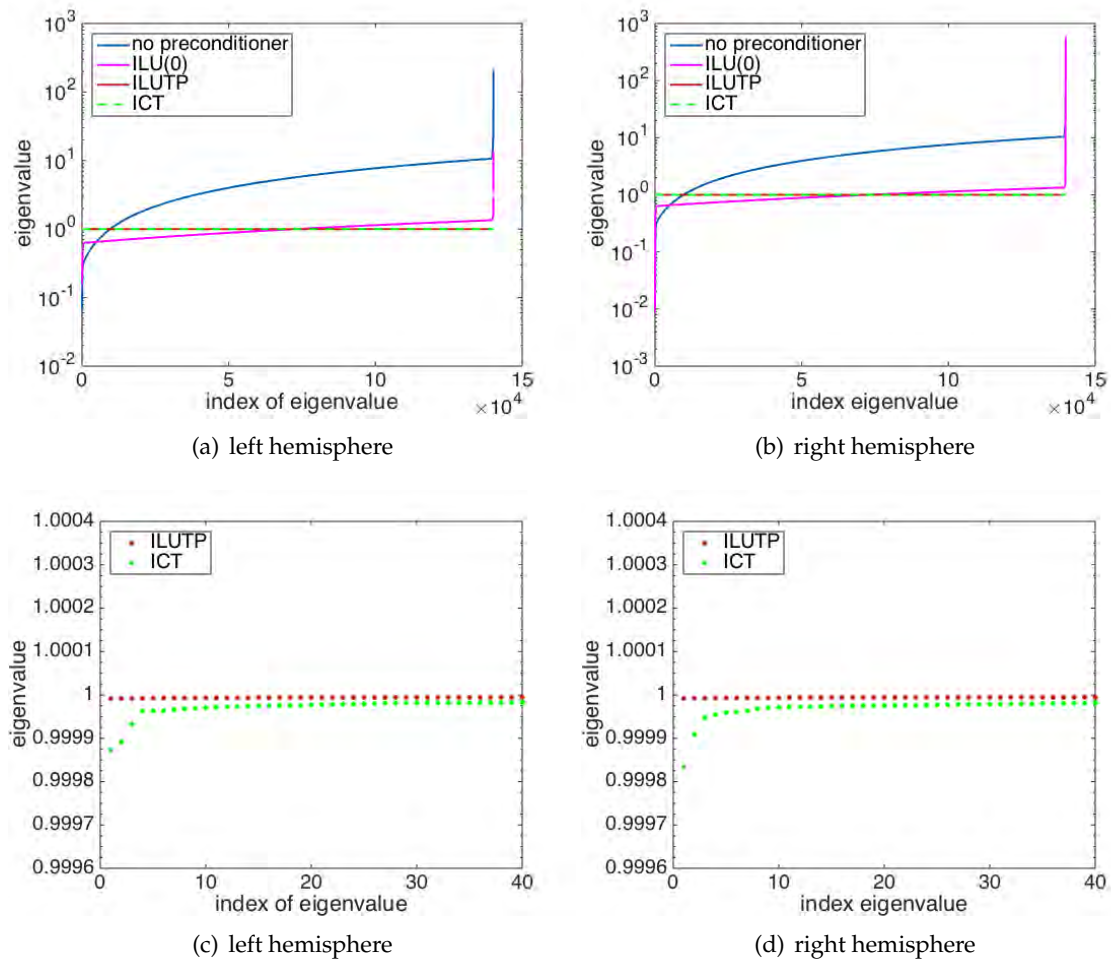 10^3
10^2
10^1
10^0
10^-1
10^-2
eigenvalue
no preconditioner
ILU(0)
ILUTP
ICT
0 5 10 15
index of eigenvalue × 10^4
(a) left hemisphere
10^3
10^2
10^1
10^0
10^-1
10^-2
10^-3
eigenvalue
no preconditioner
ILU(0)
ILUTP
ICT
0 5 10 15
index eigenvalue × 10^4
(b) right hemisphere
1.0004
1.0003
1.0002
1.0001
1
0.9999
0.9998
0.9997
0.9996
eigenvalue
ILUTP
ICT
0 10 20 30 40
index of eigenvalue
(c) left hemisphere
1.0004
1.0003
1.0002
1.0001
1
0.9999
0.9998
0.9997
0.9996
eigenvalue
ILUTP
ICT
0 10 20 30 40
index eigenvalue
(d) right hemisphere